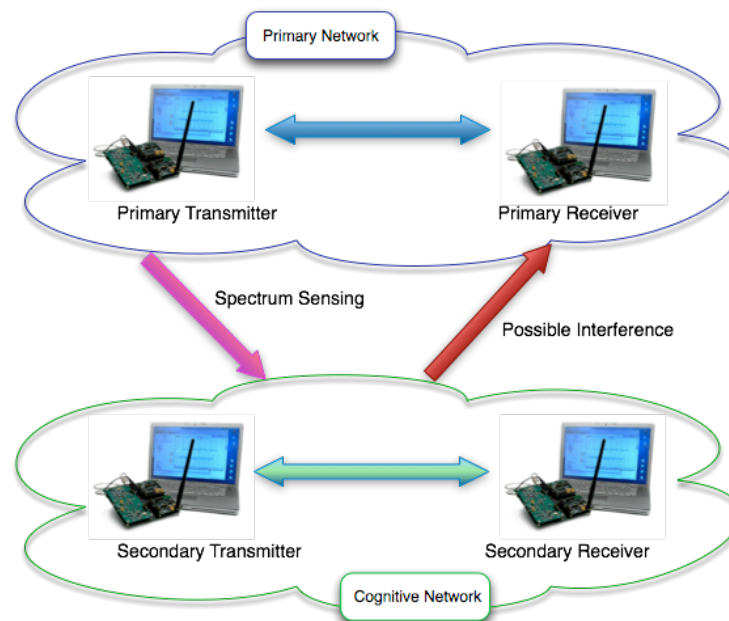 Primary Network
Primary Transmitter
Primary Receiver
Spectrum Sensing
Possible Interference
Secondary Transmitter
Secondary Receiver
Cognitive Network